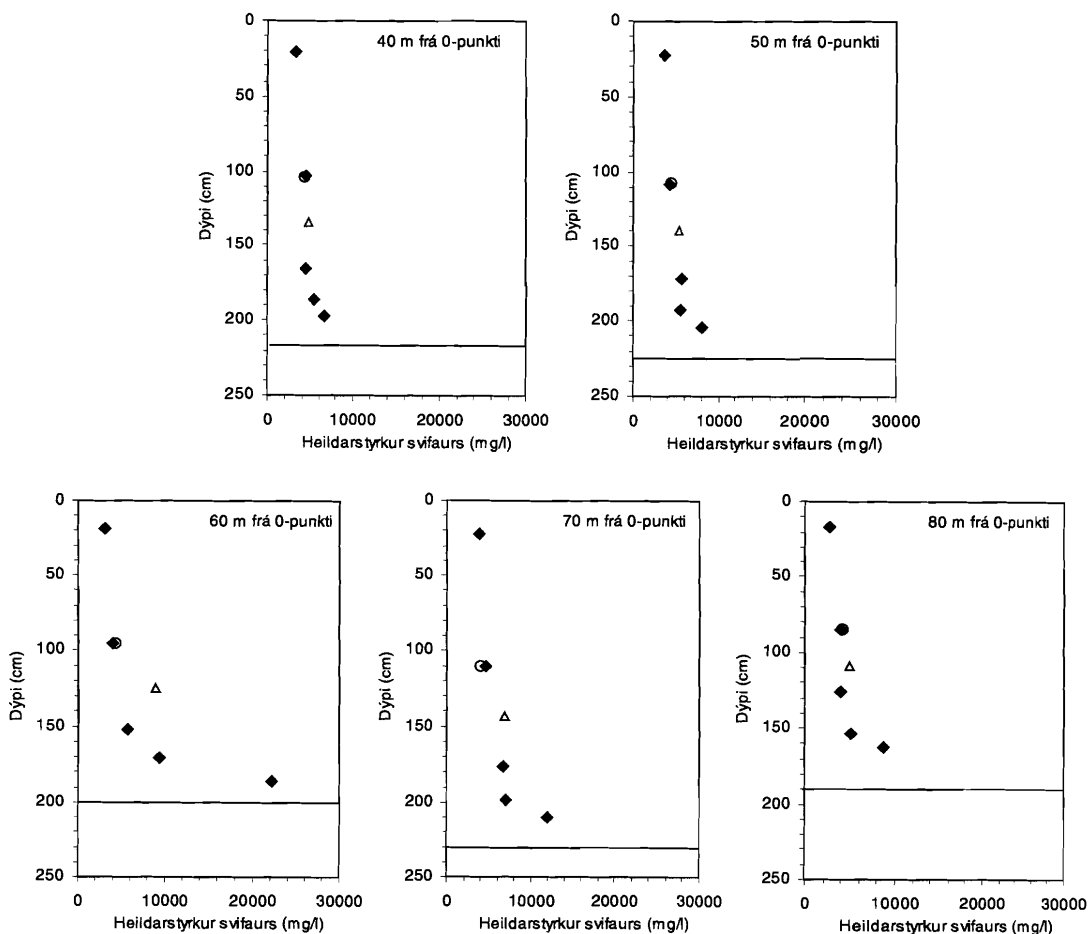 40 m frá 0-punkti
0
50
100
150
200
250
Dýpi (cm)
0 10000 20000 30000
Heildarstyrkur svifaurs (mg/l)
50 m frá 0-punkti
0
50
100
150
200
250
Dýpi (cm)
0 10000 20000 30000
Heildarstyrkur svifaurs (mg/l)
60 m frá 0-punkti
0
50
100
150
200
250
Dýpi (cm)
0 10000 20000 30000
Heildarstyrkur svifaurs (mg/l)
70 m frá 0-punkti
0
50
100
150
200
250
Dýpi (cm)
0 10000 20000 30000
Heildarstyrkur svifaurs (mg/l)
80 m frá 0-punkti
0
50
100
150
200
250
Dýpi (cm)
0 10000 20000 30000
Heildarstyrkur svifaurs (mg/l)